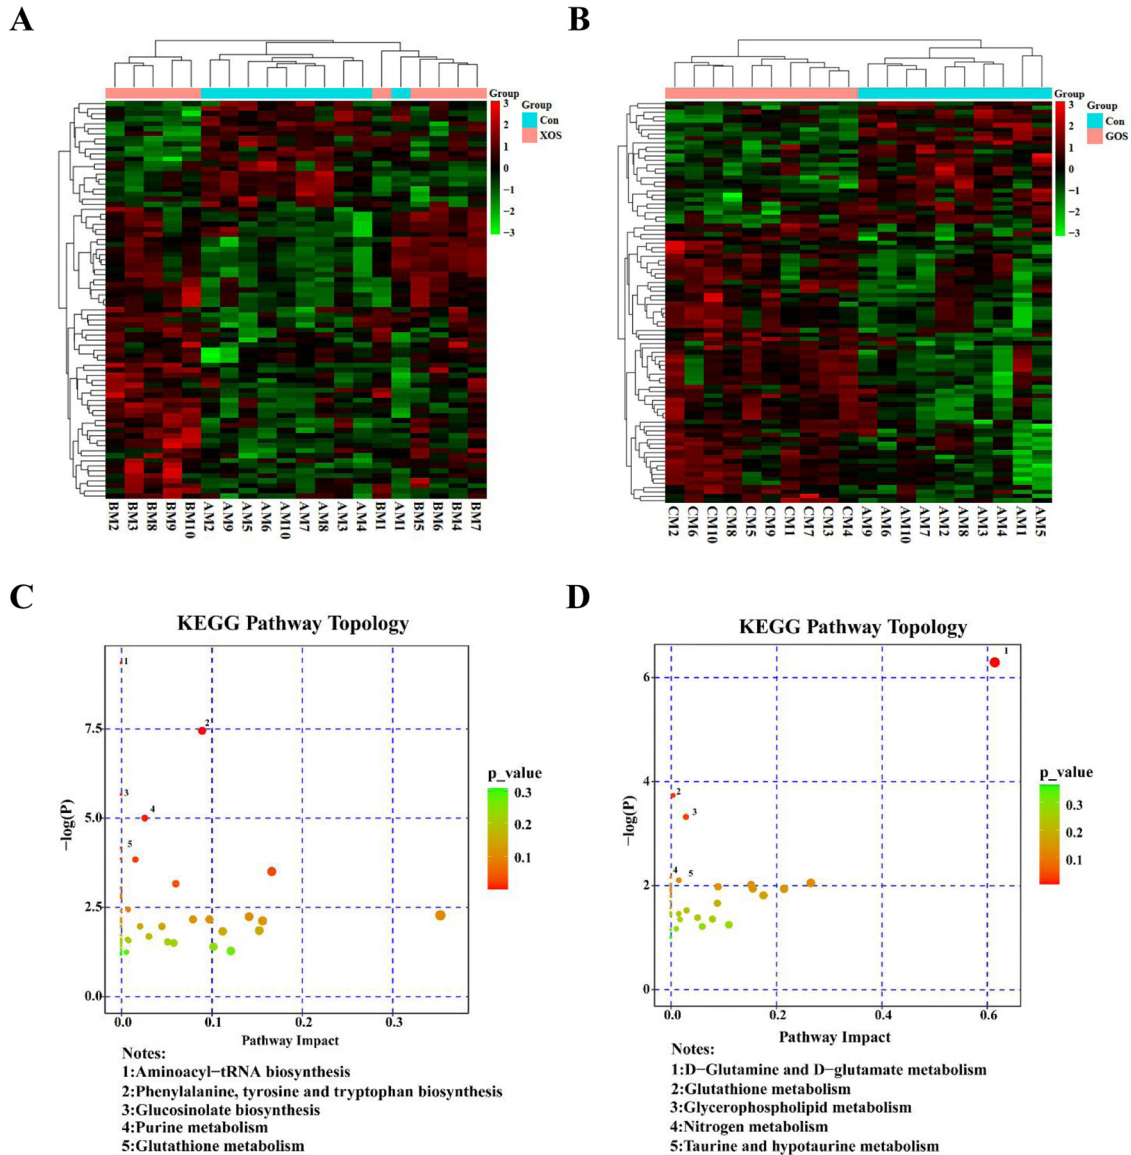 A
B
Group
3
2
1
0
−1
−2
−3
Group
Con
XOS
BM2
BM3
BM8
BM9
BM10
AM2
AM9
AM5
AM6
AM10
AM7
AM8
AM3
AM4
BM1
AM1
BM5
BM6
BM4
BM7
Group
3
2
1
0
−1
−2
−3
Group
Con
GOS
CM2
CM6
CM10
CM8
CM5
CM9
CM1
CM7
CM3
CM4
AM9
AM6
AM10
AM7
AM2
AM8
AM3
AM4
AM1
AM5
C
KEGG Pathway Topology
−log(P)
7.5
5.0
2.5
0.0
1
2
3
4
5
0.0 0.1 0.2 0.3
Pathway Impact
p_value
0.3
0.2
0.1
Notes:
1:Aminoacyl−tRNA biosynthesis
2:Phenylalanine, tyrosine and tryptophan biosynthesis
3:Glucosinolate biosynthesis
4:Purine metabolism
5:Glutathione metabolism
D
KEGG Pathway Topology
−log(P)
6
4
2
0
1
2
3
4
5
0.0 0.2 0.4 0.6
Pathway Impact
p_value
0.3
0.2
0.1
Notes:
1:D−Glutamine and D−glutamate metabolism
2:Glutathione metabolism
3:Glycerophospholipid metabolism
4:Nitrogen metabolism
5:Taurine and hypotaurine metabolism